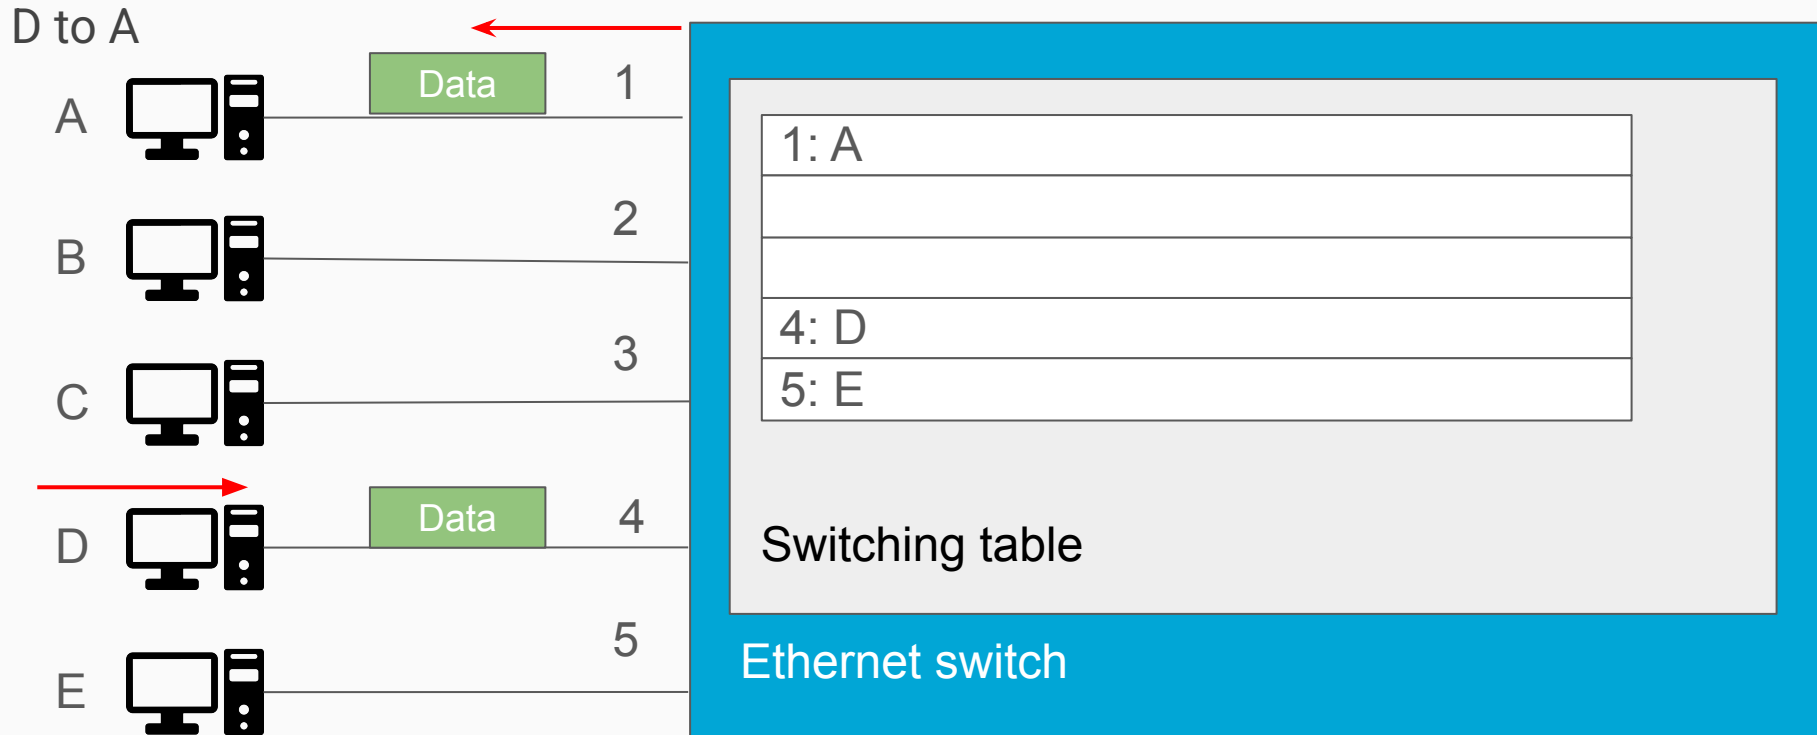 D to A
A
Data
1
B
2
C
3
D
Data
4
E
5
1: A
4: D
5: E
Switching table
Ethernet switch